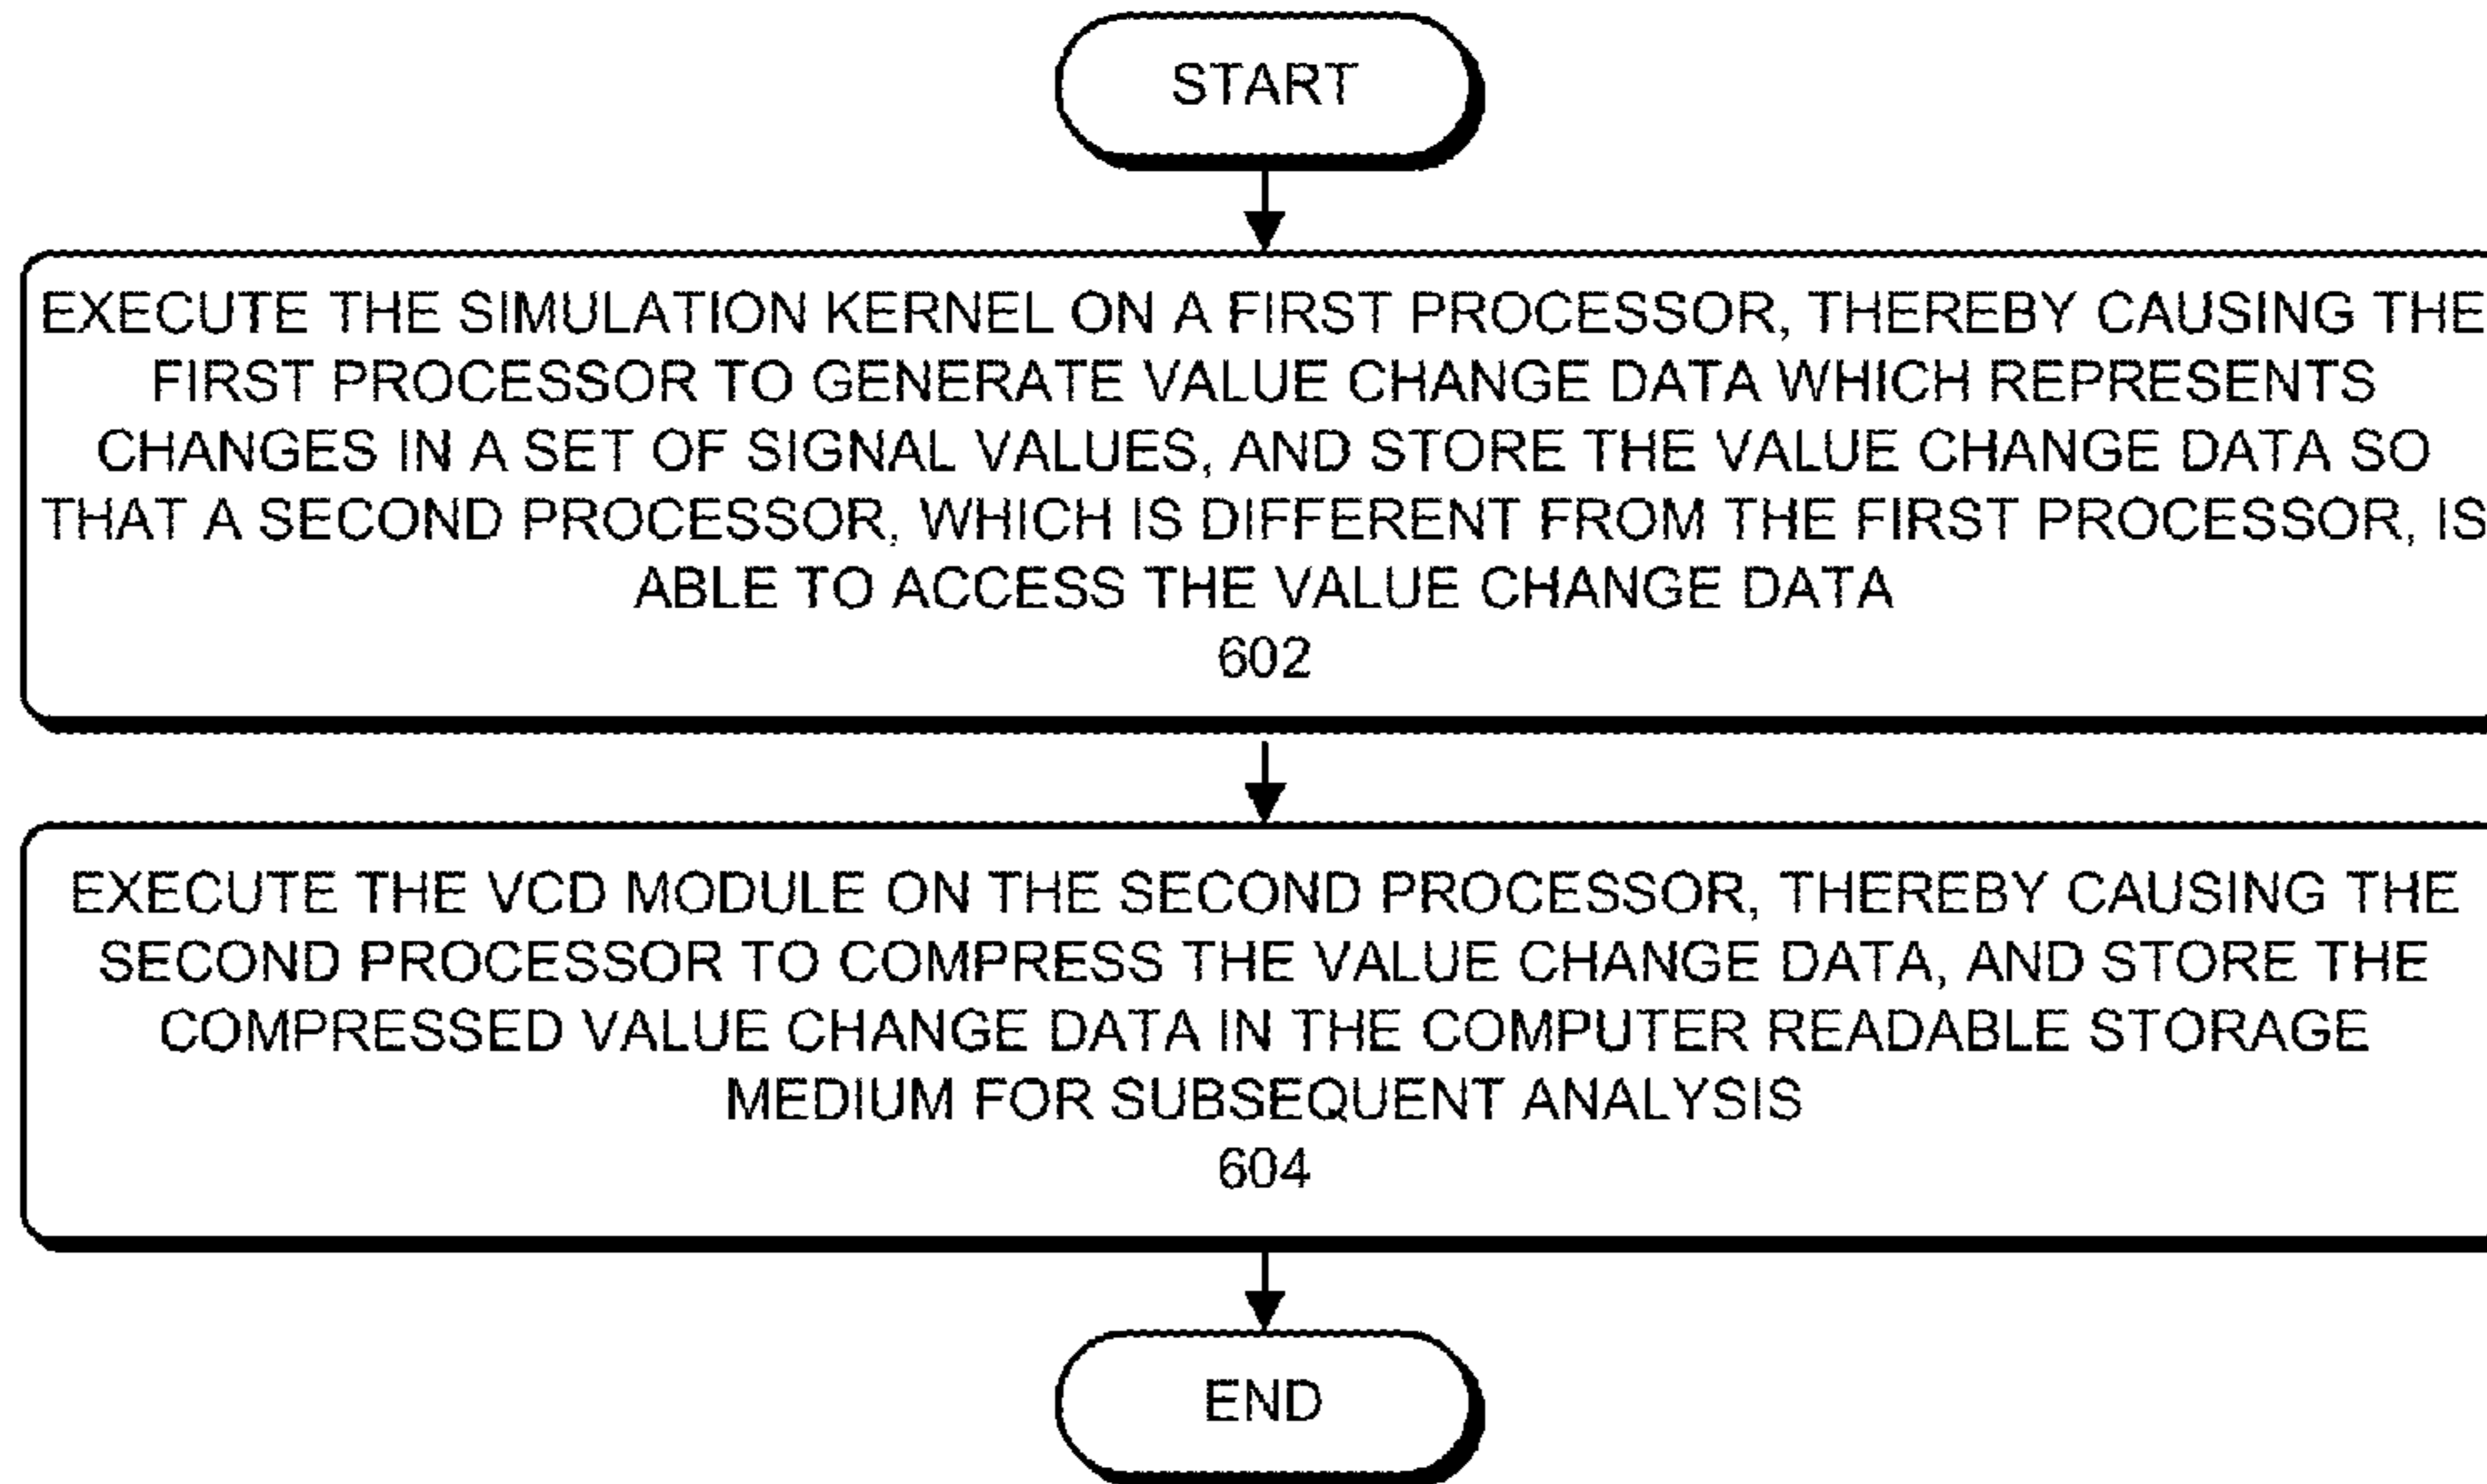 START
EXECUTE THE SIMULATION KERNEL ON A FIRST PROCESSOR, THEREBY CAUSING THE
FIRST PROCESSOR TO GENERATE VALUE CHANGE DATA WHICH REPRESENTS
CHANGES IN A SET OF SIGNAL VALUES, AND STORE THE VALUE CHANGE DATA SO
THAT A SECOND PROCESSOR, WHICH IS DIFFERENT FROM THE FIRST PROCESSOR, IS
ABLE TO ACCESS THE VALUE CHANGE DATA
602
EXECUTE THE VCD MODULE ON THE SECOND PROCESSOR, THEREBY CAUSING THE
SECOND PROCESSOR TO COMPRESS THE VALUE CHANGE DATA, AND STORE THE
COMPRESSED VALUE CHANGE DATA IN THE COMPUTER READABLE STORAGE
MEDIUM FOR SUBSEQUENT ANALYSIS
604
END